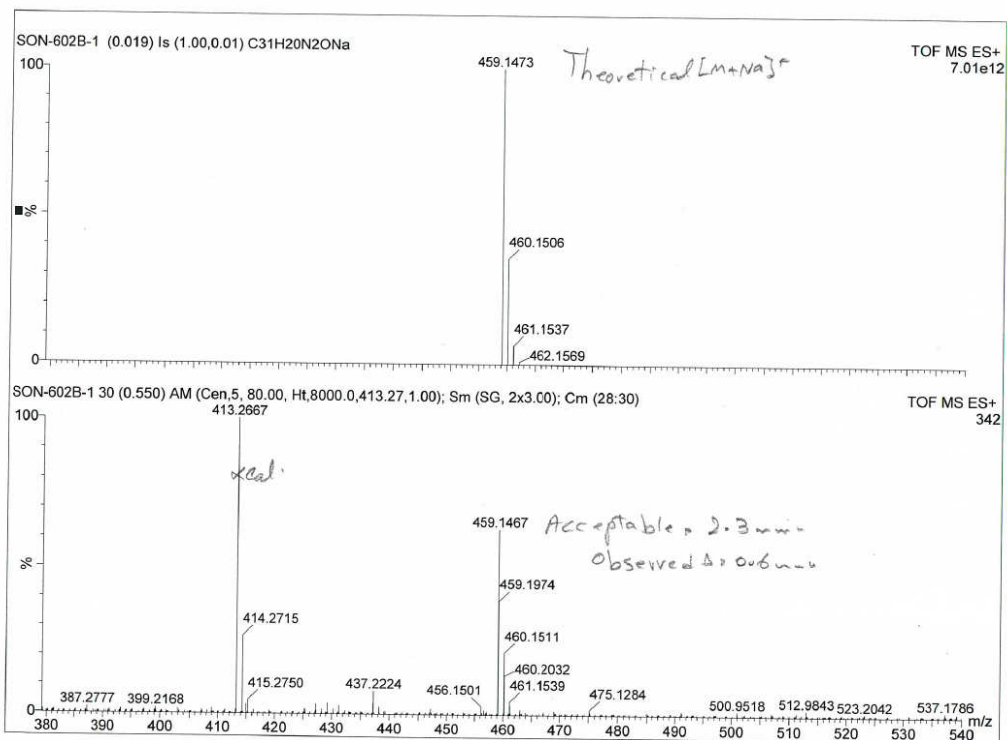 SON-602B-1 (0.019) Is (1.00,0.01) C31H20N2ONa
TOF MS ES+
7.01e12
100
459.1473
Theoretical [M+Na]+
%
460.1506
461.1537
462.1569
0
SON-602B-1 30 (0.550) AM (Cen,5, 80.00, Ht,8000.0,413.27,1.00); Sm (SG, 2x3.00); Cm (28:30)
TOF MS ES+
342
100
413.2667
cal.
459.1467
Acceptable 2.3
Observed Δ
%
459.1974
414.2715
460.1511
460.2032
415.2750
437.2224
456.1501
461.1539
475.1284
387.2777
399.2168
500.9518
512.9843
523.2042
537.1786
0
m/z
380 390 400 410 420 430 440 450 460 470 480 490 500 510 520 530 540